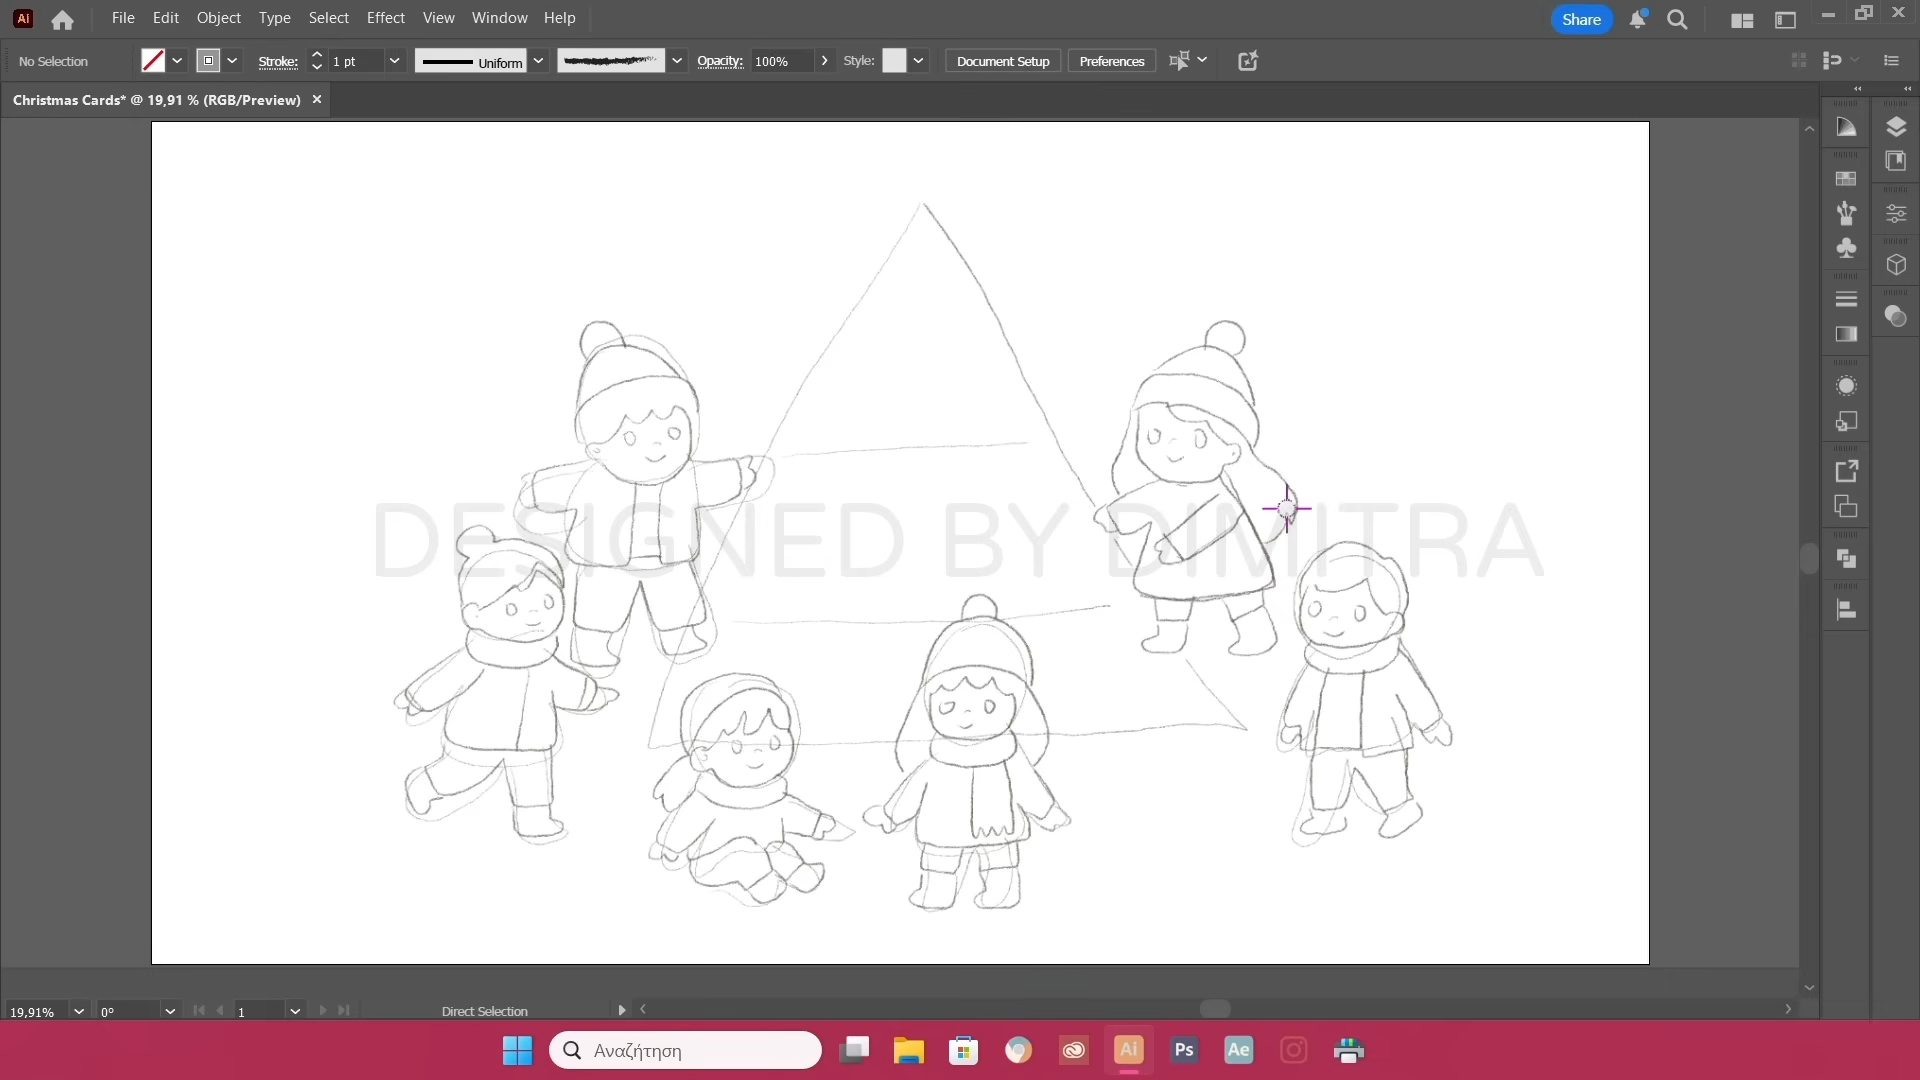 Ai File Edit Object Type Select Effect View Window Help Share
No Selection Stroke: 1 pt Uniform Opacity: 100% Style: Document Setup Preferences
Christmas Cards* @ 19,91 % (RGB/Preview) ×
DESIGNED BY DIMITRA
19,91% 0° 1 Direct Selection
Αναζήτηση Ai Ps Ae